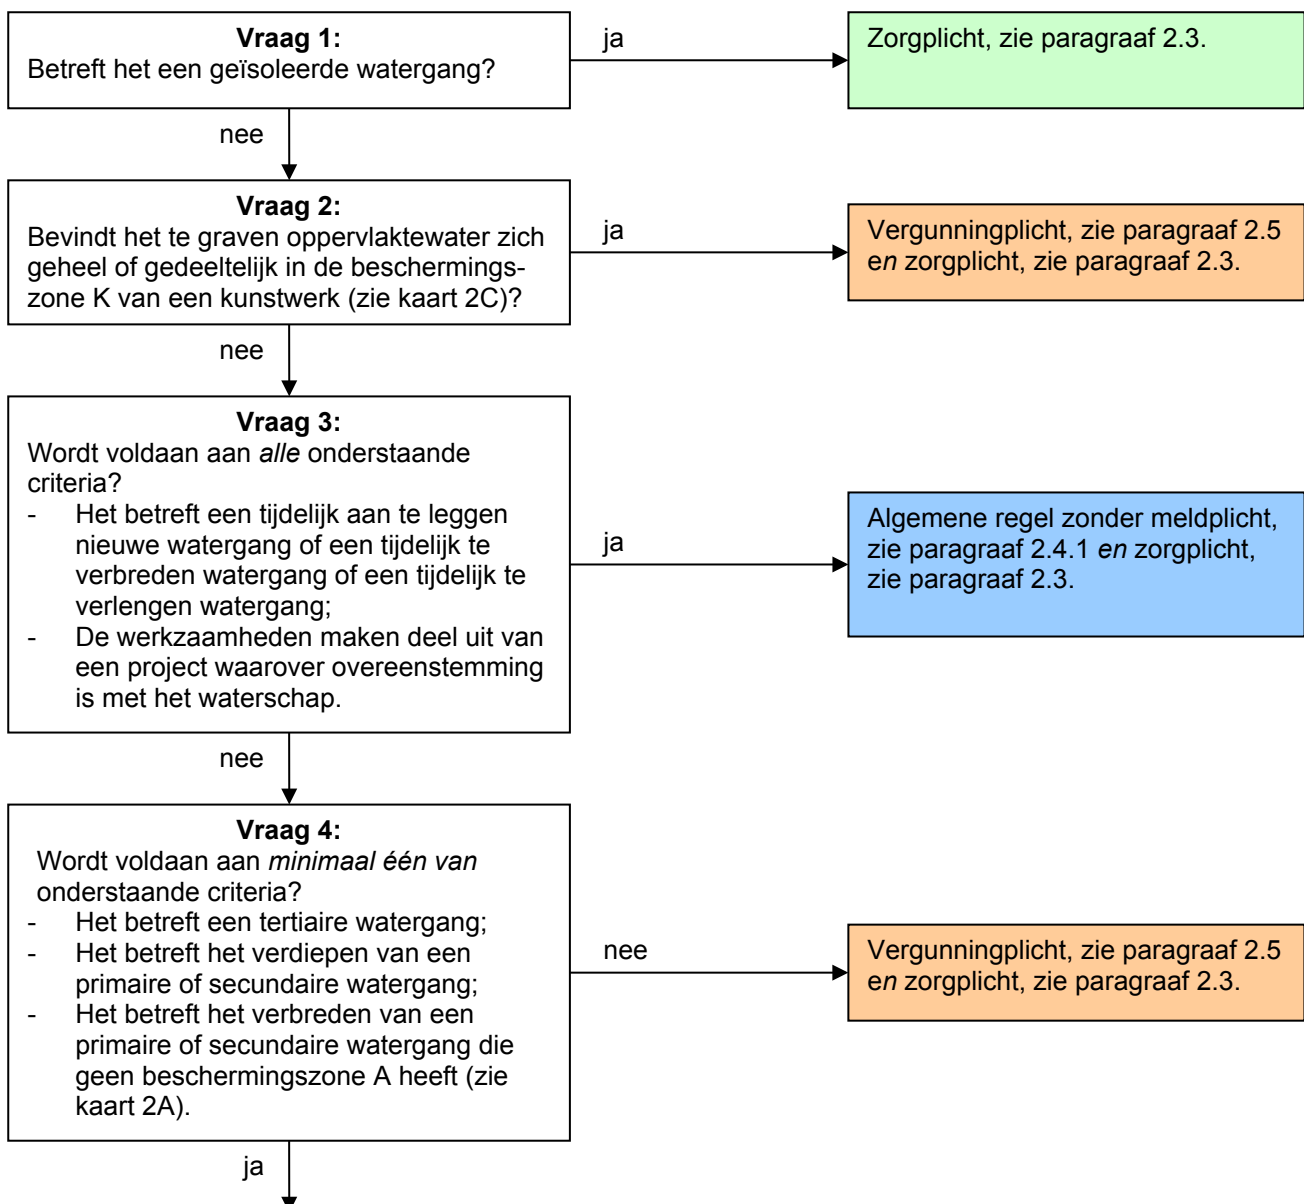 Vraag 1:
Betreft het een geïsoleerde watergang?
ja
Zorgplicht, zie paragraaf 2.3.
nee
Vraag 2:
Bevindt het te graven oppervlaktewater zich
geheel of gedeeltelijk in de beschermings-
zone K van een kunstwerk (zie kaart 2C)?
ja
Vergunningplicht, zie paragraaf 2.5
en zorgplicht, zie paragraaf 2.3.
nee
Vraag 3:
Wordt voldaan aan alle onderstaande
criteria?
- Het betreft een tijdelijk aan te leggen
nieuwe watergang of een tijdelijk te
verbreden watergang of een tijdelijk te
verlengen watergang;
- De werkzaamheden maken deel uit van
een project waarover overeenstemming
is met het waterschap.
ja
Algemene regel zonder meldplicht,
zie paragraaf 2.4.1 en zorgplicht,
zie paragraaf 2.3.
nee
Vraag 4:
Wordt voldaan aan minimaal één van
onderstaande criteria?
- Het betreft een tertiaire watergang;
- Het betreft het verdiepen van een
primaire of secundaire watergang;
- Het betreft het verbreden van een
primaire of secundaire watergang die
geen beschermingszone A heeft (zie
kaart 2A).
nee
Vergunningplicht, zie paragraaf 2.5
en zorgplicht, zie paragraaf 2.3.
ja